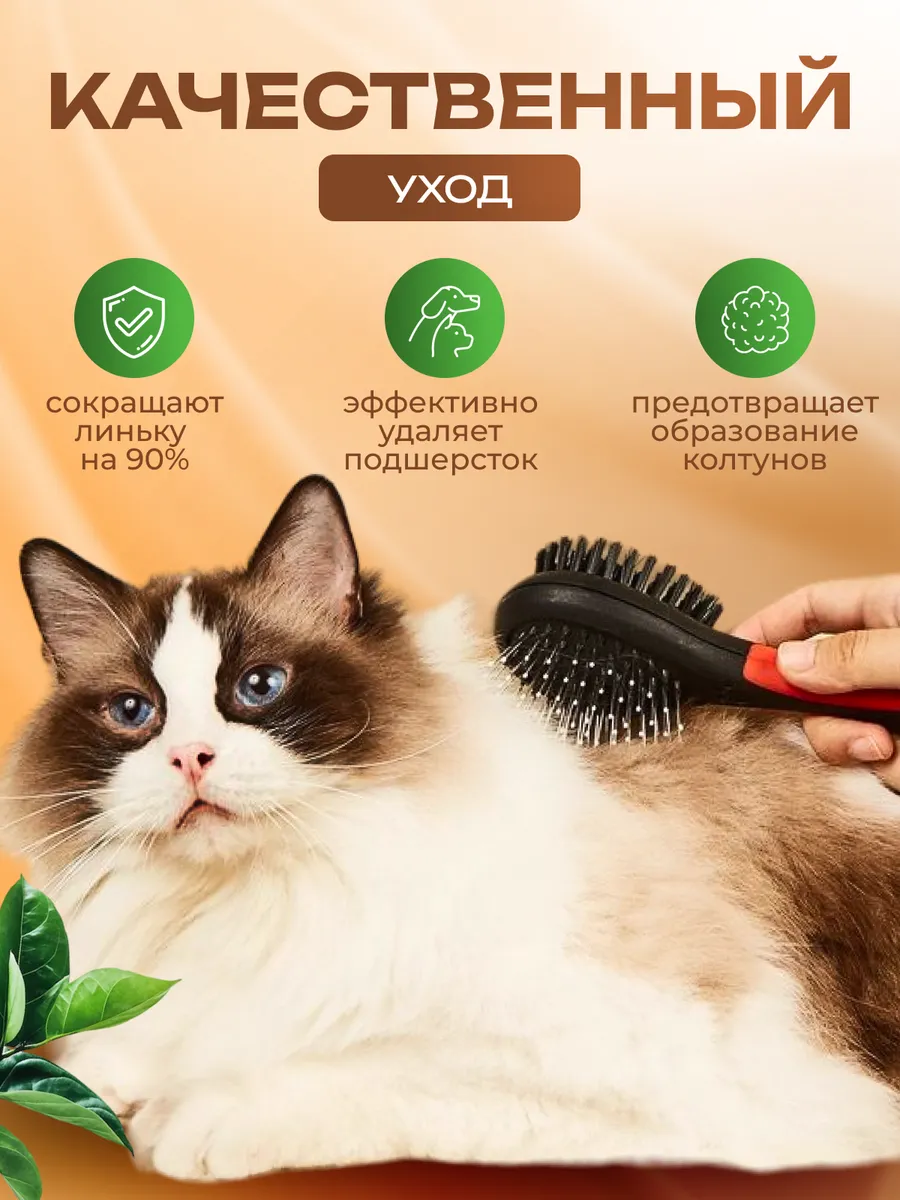 КАЧЕСТВЕННЫЙ
УХОД
сокращают
линьку
на 90%
эффективно
удаляет
подшерсток
предотвращает
образование
колтунов